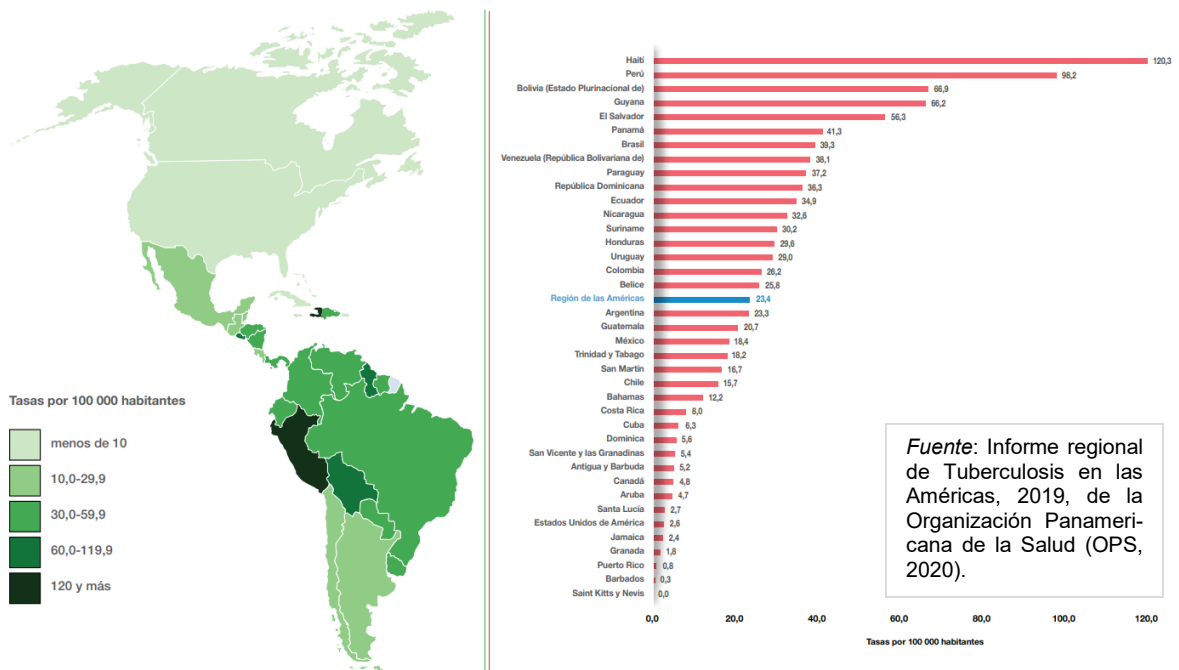 Tasas por 100 000 habitantes
menos de 10
10,0-29,9
30,0-59,9
60,0-119,9
120 y más
Haití 120,3
Perú 98,2
Bolivia (Estado Plurinacional de) 66,9
Guyana 66,2
El Salvador 56,3
Panamá 41,3
Brasil 39,3
Venezuela (República Bolivariana de) 38,1
Paraguay 37,2
República Dominicana 36,3
Ecuador 34,9
Nicaragua 32,6
Suriname 30,2
Honduras 29,6
Uruguay 29,0
Colombia 26,2
Belice 25,8
Región de las Américas 23,4
Argentina 23,3
Guatemala 20,7
México 18,4
Trinidad y Tabago 18,2
San Martín 16,7
Chile 15,7
Bahamas 12,2
Costa Rica 8,0
Cuba 6,3
Dominica 5,6
San Vicente y las Granadinas 5,4
Antigua y Barbuda 5,2
Canadá 4,8
Aruba 4,7
Santa Lucía 2,7
Estados Unidos de América 2,6
Jamaica 2,4
Granada 1,8
Puerto Rico 0,8
Barbados 0,3
Saint Kitts y Nevis 0,0
0,0 20,0 40,0 60,0 80,0 100,0 120,0
Tasas por 100 000 habitantes
Fuente: Informe regional
de Tuberculosis en las
Américas, 2019, de la
Organización Panameri-
cana de la Salud (OPS,
2020).